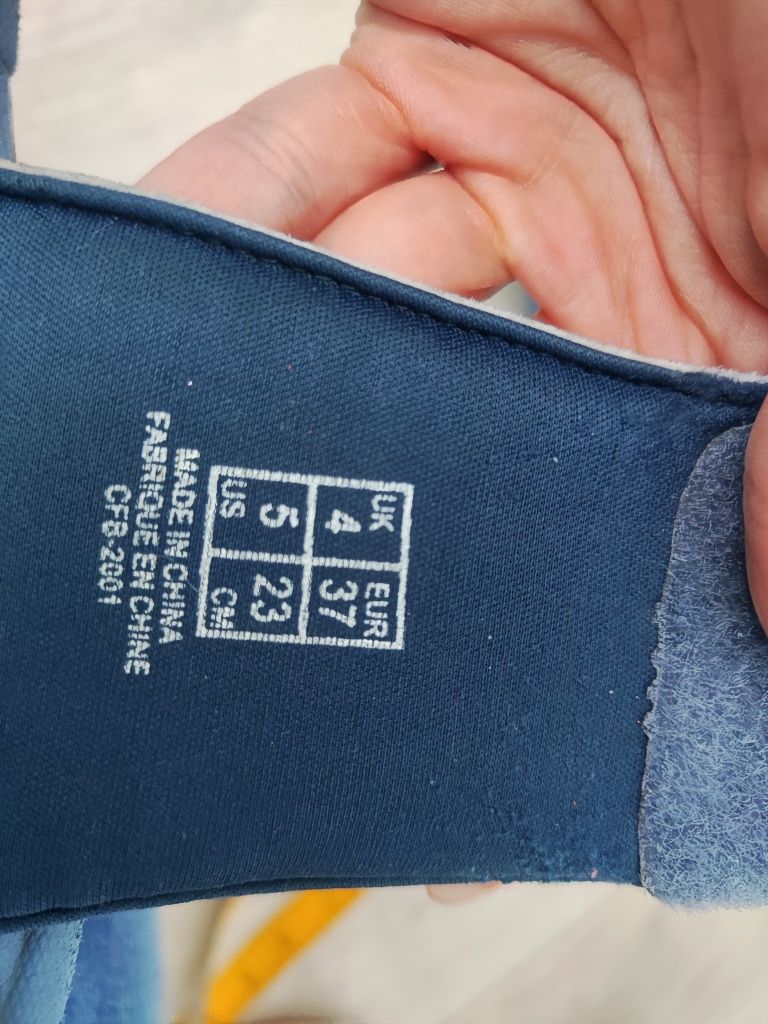 UK EUR
4 37
5 23
US CM
MADE IN CHINA
FABRIQUE EN CHINE
CFB-2001